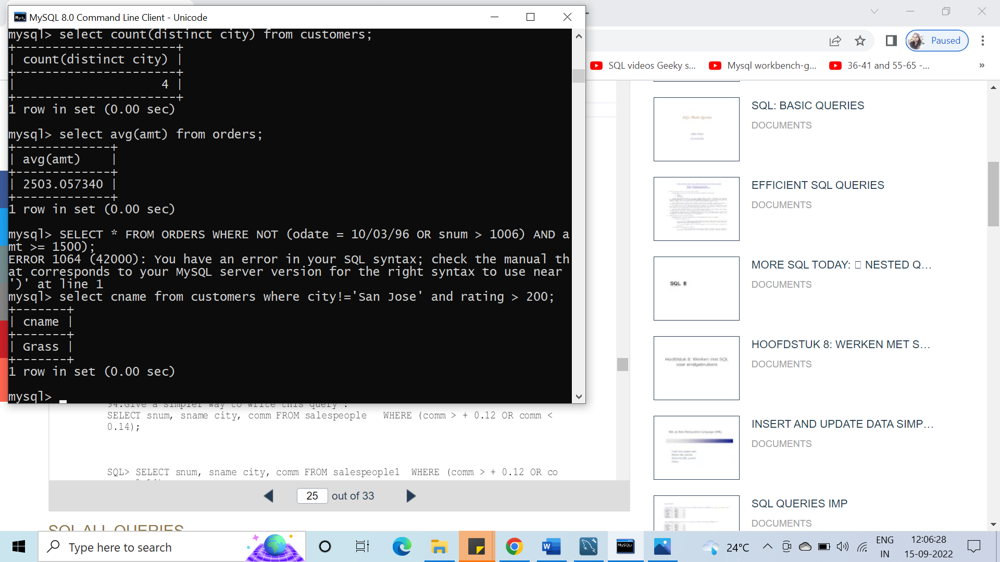 MySQL 8.0 Command Line Client - Unicode
mysql> select count(distinct city) from customers;
+----------------------+
| count(distinct city) |
+----------------------+
|                    4 |
+----------------------+
1 row in set (0.00 sec)
mysql> select avg(amt) from orders;
+-------------+
| avg(amt)    |
+-------------+
| 2503.057340 |
+-------------+
1 row in set (0.00 sec)
mysql> SELECT * FROM ORDERS WHERE NOT (odate = 10/03/96 OR snum > 1006) AND a
mt >= 1500);
ERROR 1064 (42000): You have an error in your SQL syntax; check the manual th
at corresponds to your MySQL server version for the right syntax to use near
')' at line 1
mysql> select cname from customers where city!='San Jose' and rating > 200;
+-------+
| cname |
+-------+
| Grass |
+-------+
1 row in set (0.00 sec)
mysql>
94.Give a simpler way to write this query :
SELECT snum, sname city, comm FROM salespeople   WHERE (comm > + 0.12 OR comm <
0.14);
SQL> SELECT snum, sname city, comm FROM salespeople1  WHERE (comm > + 0.12 OR co
25 out of 33
SQL ALL QUERIES
Paused
SQL videos Geeky s...
Mysql workbench-g...
36-41 and 55-65 -...
»
SQL: BASIC QUERIES
DOCUMENTS
EFFICIENT SQL QUERIES
DOCUMENTS
SQL II
MORE SQL TODAY: □ NESTED Q...
DOCUMENTS
Hoofdstuk 8: Werken met SQL
voor eindgebruikers
HOOFDSTUK 8: WERKEN MET S...
DOCUMENTS
INSERT AND UPDATE DATA SIMP...
DOCUMENTS
SQL QUERIES IMP
DOCUMENTS
Type here to search
24°C
ENG
IN
12:06:28
15-09-2022